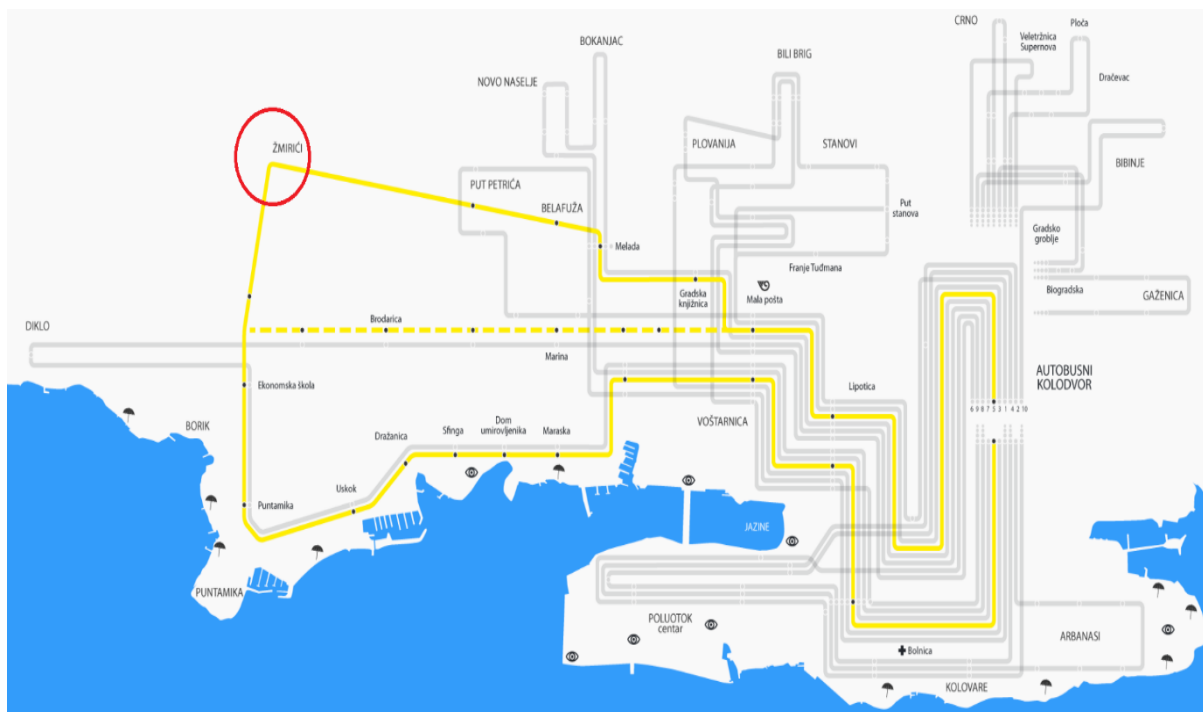 CRNO
Ploča
Veletržnica
Supernova
BOKANJAC
BILI BRIG
NOVO NASELJE
Dračevac
ŽMIRIĆI
PLOVANIJA
STANOVI
BIBINJE
PUT PETRIĆA
BELAFUŽA
Put
stanova
Melada
Gradsko
groblje
Franje Tuđmana
Gradska
knjižnica
Mala pošta
Biogradska
GAŽENICA
DIKLO
Brodarica
Marina
AUTOBUSNI
KOLODVOR
Ekonomska škola
Lipotica
6 9 8 7 5 3 1 4 2 10
BORIK
Dražanica
Sfinga
Dom
umirovljenika
Maraska
VOŠTARNICA
Puntamika
Uskok
JAZINE
PUNTAMIKA
POLUOTOK
centar
ARBANASI
Bolnica
KOLOVARE